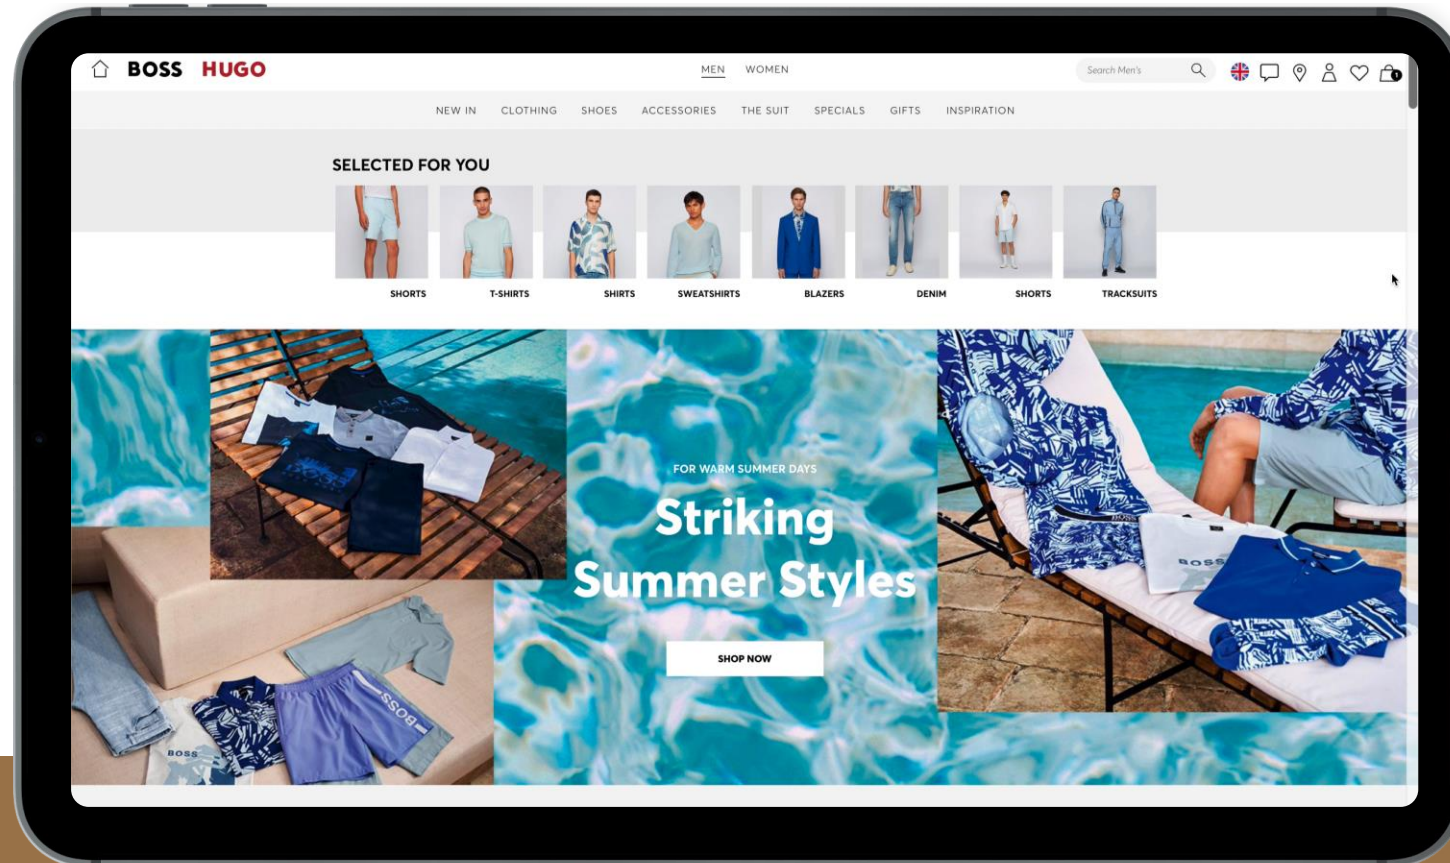 BOSS HUGO
MEN WOMEN
Search Men's
1
NEW IN CLOTHING SHOES ACCESSORIES THE SUIT SPECIALS GIFTS INSPIRATION
SELECTED FOR YOU
SHORTS T-SHIRTS SHIRTS SWEATSHIRTS BLAZERS DENIM SHORTS TRACKSUITS
FOR WARM SUMMER DAYS
Striking
Summer Styles
SHOP NOW
BOSS
BOSS
BOSS
BOSS